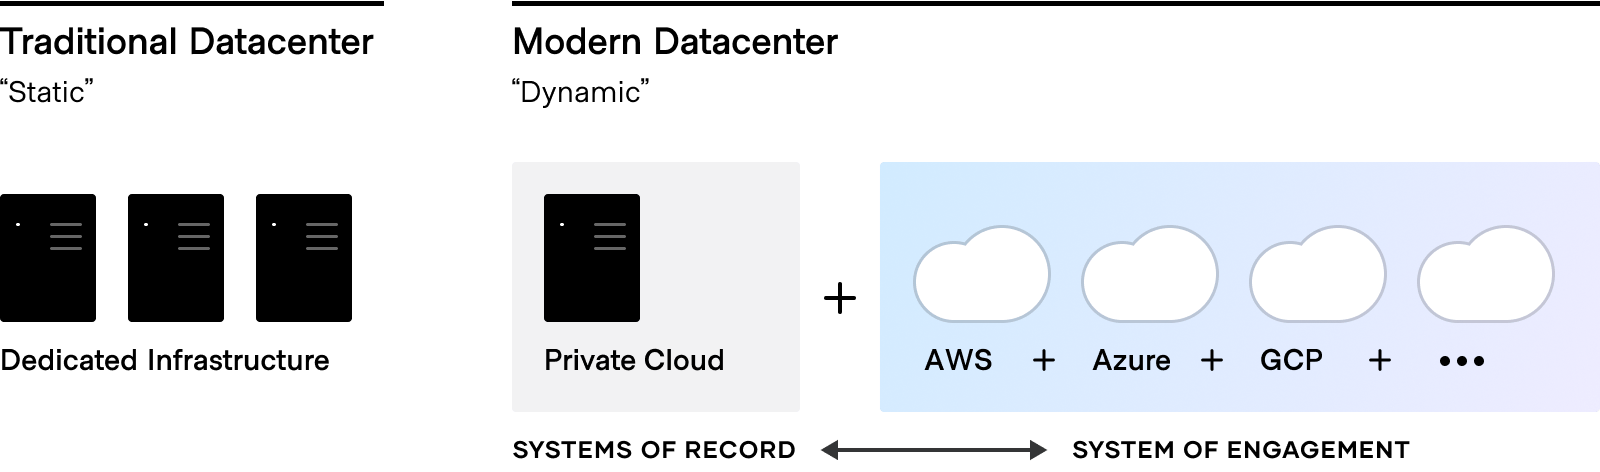 Traditional Datacenter
“Static”
Dedicated Infrastructure
Modern Datacenter
“Dynamic”
Private Cloud
+
AWS + Azure + GCP + •••
SYSTEMS OF RECORD
SYSTEM OF ENGAGEMENT